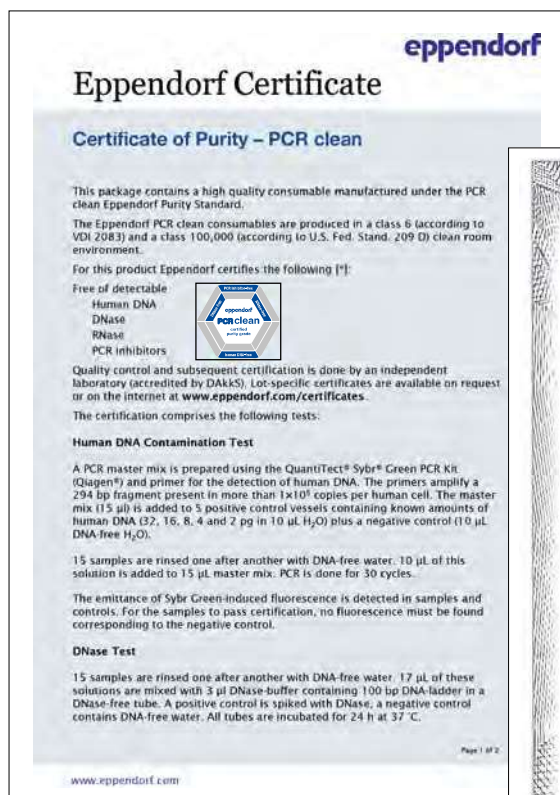 eppendorf
Eppendorf Certificate
Certificate of Purity – PCR clean
This package contains a high quality consumable manufactured under the PCR
clean Eppendorf Purity Standard.
The Eppendorf PCR clean consumables are produced in a class 6 (according to
VDI 2083) and a class 100,000 (according to U.S. Fed. Stand. 209 D) clean room
environment.
For this product Eppendorf certifies the following [*]:
Free of detectable
Human DNA
DNase
RNase
PCR inhibitors
eppendorf
PCR clean
certified
purity grade
Quality control and subsequent certification is done by an independent
laboratory (accredited by DAkkS). Lot-specific certificates are available on request
or on the internet at www.eppendorf.com/certificates.
The certification comprises the following tests:
Human DNA Contamination Test
A PCR master mix is prepared using the QuantiTect® Sybr® Green PCR Kit
(Qiagen®) and primer for the detection of human DNA. The primers amplify a
294 bp fragment present in more than copies per human cell. The master
mix (15 µl) is added to 5 positive control vessels containing known amounts of
human DNA (32, 16, 8, 4 and 2 pg in 10 µL H₂O) plus a negative control (10 µL
DNA-free H₂O).
15 samples are rinsed one after another with DNA-free water. 10 µL of this
solution is added to 15 µL master mix. PCR is done for 30 cycles.
The emittance of Sybr Green-induced fluorescence is detected in samples and
controls. For the samples to pass certification, no fluorescence must be found
corresponding to the negative control.
DNase Test
15 samples are rinsed one after another with DNA-free water. 17 µL of these
solutions are mixed with 3 µl DNase-buffer containing 100 bp DNA-ladder in a
DNase-free tube. A positive control is spiked with DNase, a negative control
contains DNA-free water. All tubes are incubated for 24 h at 37 °C.
Page 1 of 2
www.eppendorf.com